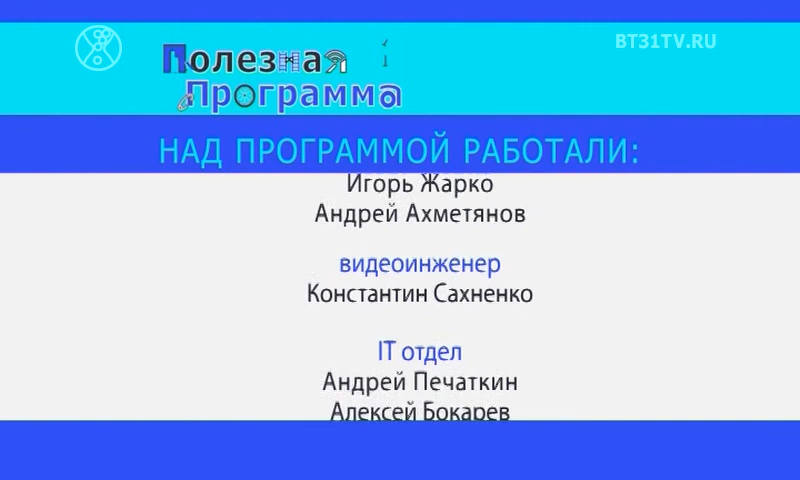 BT31TV.RU
Полезная
Программа
НАД ПРОГРАММОЙ РАБОТАЛИ:
Игорь Жарко
Андрей Ахметянов
видеоинженер
Константин Сахненко
IT отдел
Андрей Печаткин
Алексей Бокарев